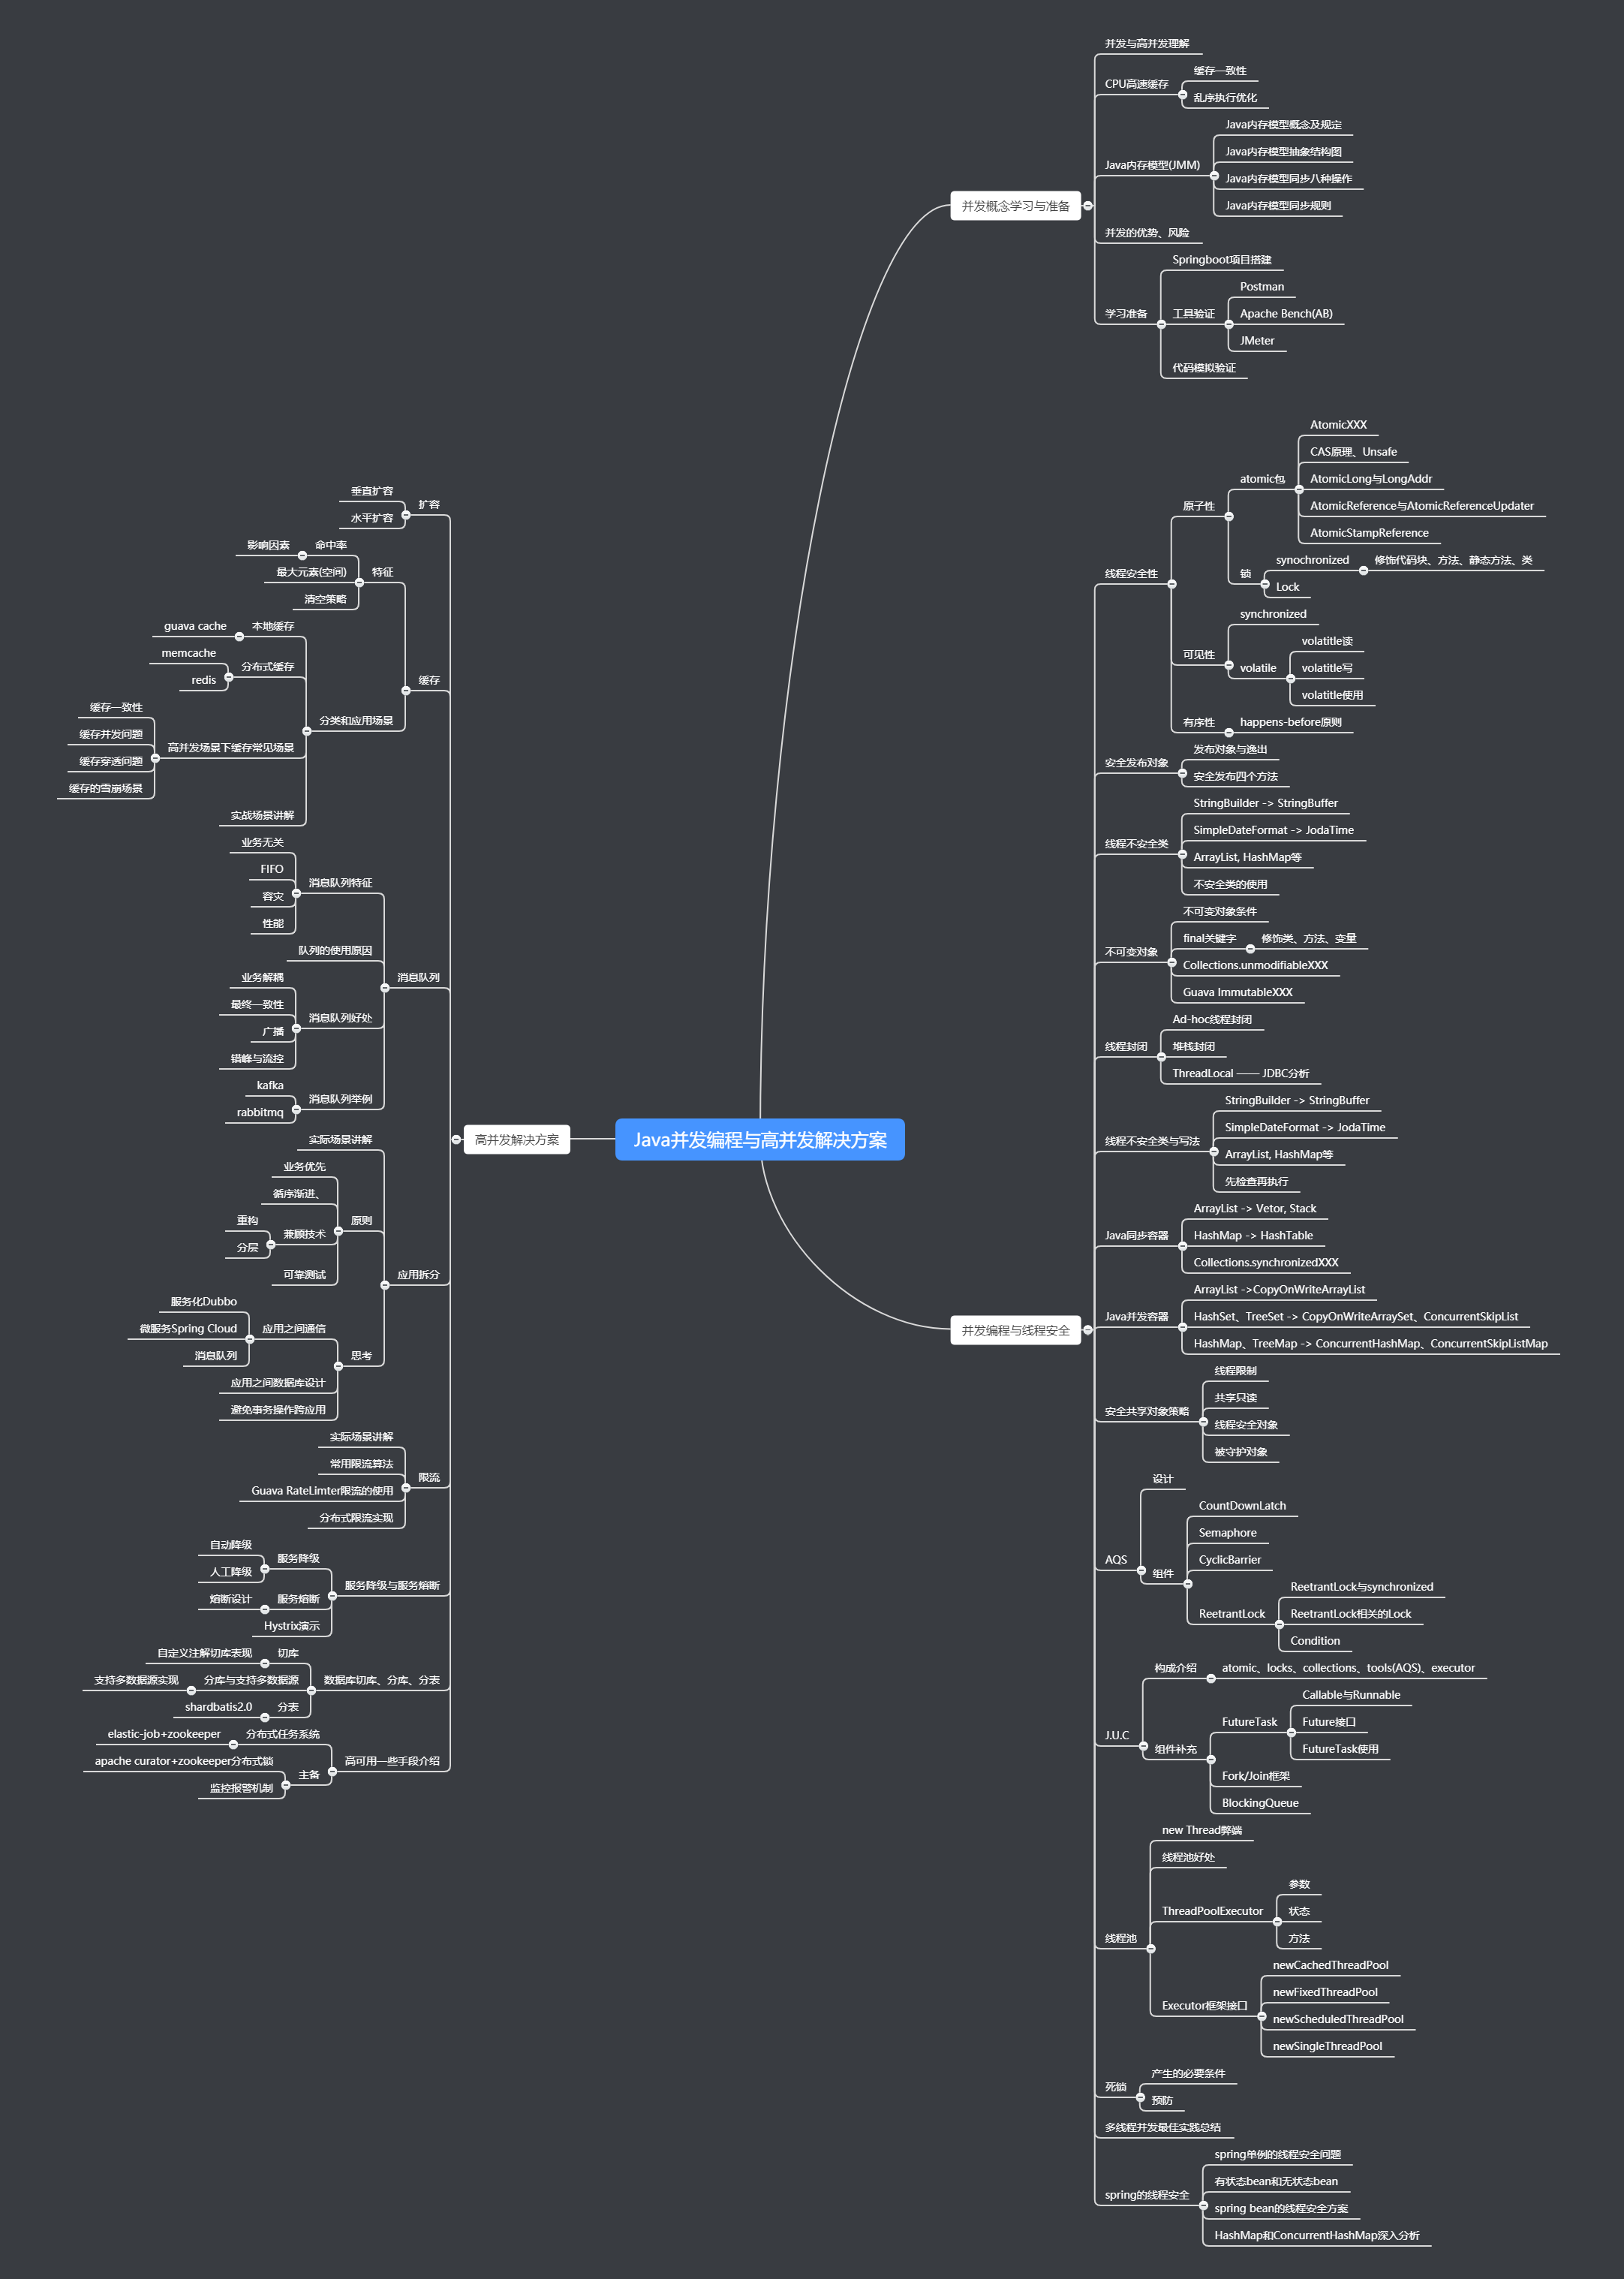 Java并发编程与高并发解决方案
并发概念学习与准备
并发与高并发理解
CPU高速缓存
缓存一致性
乱序执行优化
Java内存模型(JMM)
Java内存模型概念及规定
Java内存模型抽象结构图
Java内存模型同步八种操作
Java内存模型同步规则
并发的优势、风险
学习准备
Springboot项目搭建
工具验证
Postman
Apache Bench(AB)
JMeter
代码模拟验证
并发编程与线程安全
线程安全性
原子性
atomic包
AtomicXXX
CAS原理、Unsafe
AtomicLong与LongAddr
AtomicReference与AtomicReferenceUpdater
AtomicStampReference
锁
synochronized
修饰代码块、方法、静态方法、类
Lock
可见性
synchronized
volatile
volatitle读
volatitle写
volatitle使用
有序性
happens-before原则
安全发布对象
发布对象与逸出
安全发布四个方法
线程不安全类
StringBuilder -> StringBuffer
SimpleDateFormat -> JodaTime
ArrayList, HashMap等
不安全类的使用
不可变对象
不可变对象条件
final关键字
修饰类、方法、变量
Collections.unmodifiableXXX
Guava ImmutableXXX
线程封闭
Ad-hoc线程封闭
堆栈封闭
ThreadLocal —— JDBC分析
线程不安全类与写法
StringBuilder -> StringBuffer
SimpleDateFormat -> JodaTime
ArrayList, HashMap等
先检查再执行
Java同步容器
ArrayList -> Vetor, Stack
HashMap -> HashTable
Collections.synchronizedXXX
Java并发容器
ArrayList ->CopyOnWriteArrayList
HashSet、TreeSet -> CopyOnWriteArraySet、ConcurrentSkipList
HashMap、TreeMap -> ConcurrentHashMap、ConcurrentSkipListMap
安全共享对象策略
线程限制
共享只读
线程安全对象
被守护对象
AQS
设计
组件
CountDownLatch
Semaphore
CyclicBarrier
ReetrantLock
ReetrantLock与synchronized
ReetrantLock相关的Lock
Condition
J.U.C
构成介绍
atomic、locks、collections、tools(AQS)、executor
组件补充
FutureTask
Callable与Runnable
Future接口
FutureTask使用
Fork/Join框架
BlockingQueue
线程池
new Thread弊端
线程池好处
ThreadPoolExecutor
参数
状态
方法
Executor框架接口
newCachedThreadPool
newFixedThreadPool
newScheduledThreadPool
newSingleThreadPool
死锁
产生的必要条件
预防
多线程并发最佳实践总结
spring的线程安全
spring单例的线程安全问题
有状态bean和无状态bean
spring bean的线程安全方案
HashMap和ConcurrentHashMap深入分析
高并发解决方案
扩容
垂直扩容
水平扩容
缓存
特征
命中率
影响因素
最大元素(空间)
清空策略
分类和应用场景
本地缓存
guava cache
分布式缓存
memcache
redis
高并发场景下缓存常见场景
缓存一致性
缓存并发问题
缓存穿透问题
缓存的雪崩场景
实战场景讲解
消息队列
消息队列特征
业务无关
FIFO
容灾
性能
队列的使用原因
消息队列好处
业务解耦
最终一致性
广播
错峰与流控
消息队列举例
kafka
rabbitmq
应用拆分
实际场景讲解
原则
业务优先
循序渐进、
兼顾技术
重构
分层
可靠测试
思考
应用之间通信
服务化Dubbo
微服务Spring Cloud
消息队列
应用之间数据库设计
避免事务操作跨应用
限流
实际场景讲解
常用限流算法
Guava RateLimter限流的使用
分布式限流实现
服务降级与服务熔断
服务降级
自动降级
人工降级
服务熔断
熔断设计
Hystrix演示
数据库切库、分库、分表
切库
自定义注解切库表现
分库与支持多数据源
支持多数据源实现
分表
shardbatis2.0
高可用一些手段介绍
分布式任务系统
elastic-job+zookeeper
主备
apache curator+zookeeper分布式锁
监控报警机制